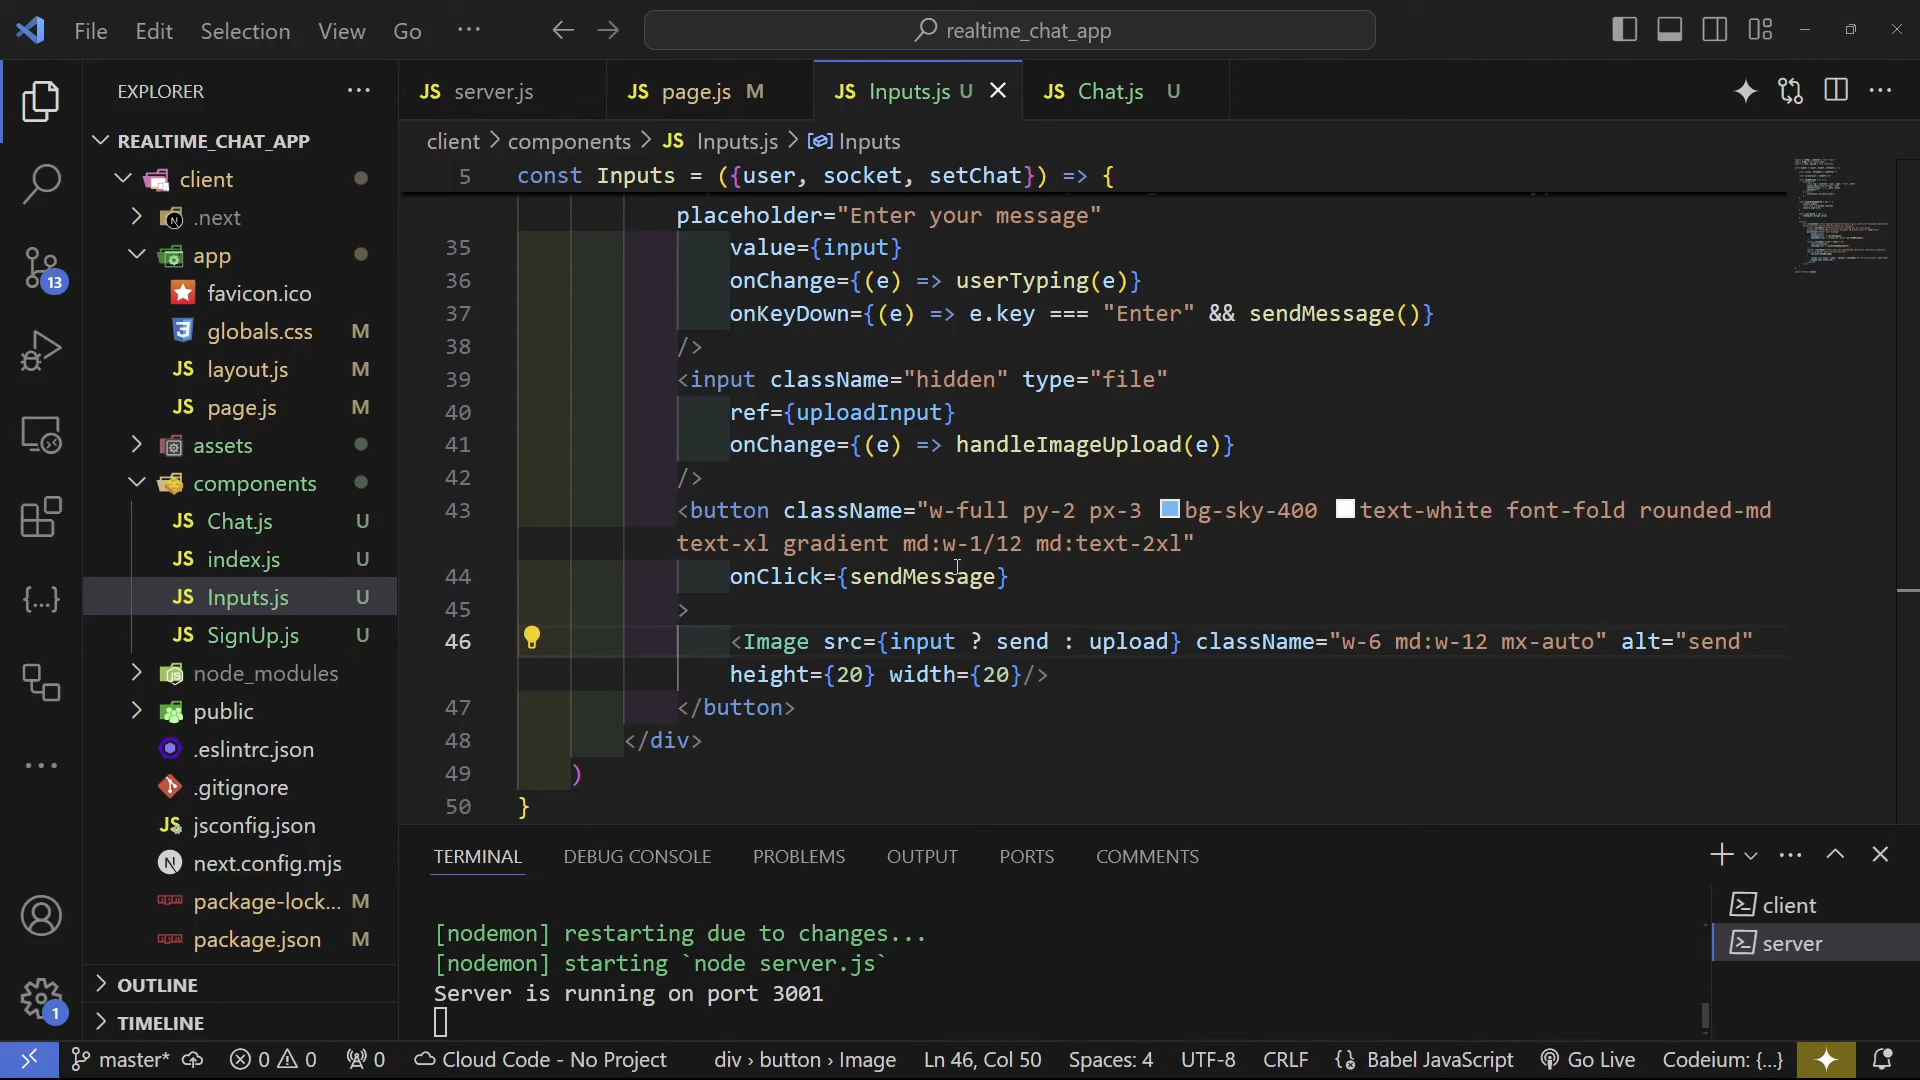 File Edit Selection View Go ...
realtime_chat_app
EXPLORER ...
REALTIME_CHAT_APP
client
.next
app
favicon.ico
globals.css M
layout.js M
page.js M
assets
components
Chat.js U
index.js U
Inputs.js U
SignUp.js U
node_modules
public
.eslintrc.json
.gitignore
jsconfig.json
next.config.mjs
package-lock... M
package.json M
OUTLINE
TIMELINE
13
1
JS server.js
JS page.js M
JS Inputs.js U
JS Chat.js U
client > components > JS Inputs.js > Inputs
5 const Inputs = ({user, socket, setChat}) => {
placeholder="Enter your message"
35 value={input}
36 onChange={(e) => userTyping(e)}
37 onKeyDown={(e) => e.key === "Enter" && sendMessage()}
38 />
39 <input className="hidden" type="file"
40 ref={uploadInput}
41 onChange={(e) => handleImageUpload(e)}
42 />
43 <button className="w-full py-2 px-3 bg-sky-400 text-white font-fold rounded-md
text-xl gradient md:w-1/12 md:text-2xl"
44 onClick={sendMessage}
45 >
46 <Image src={input ? send : upload} className="w-6 md:w-12 mx-auto" alt="send"
height={20} width={20}/>
47 </button>
48 </div>
49 )
50 }
TERMINAL DEBUG CONSOLE PROBLEMS OUTPUT PORTS COMMENTS
[nodemon] restarting due to changes...
[nodemon] starting `node server.js`
Server is running on port 3001
client
server
master* 0 0 0 Cloud Code - No Project div > button > Image Ln 46, Col 50 Spaces: 4 UTF-8 CRLF Babel JavaScript Go Live Codeium: {...}